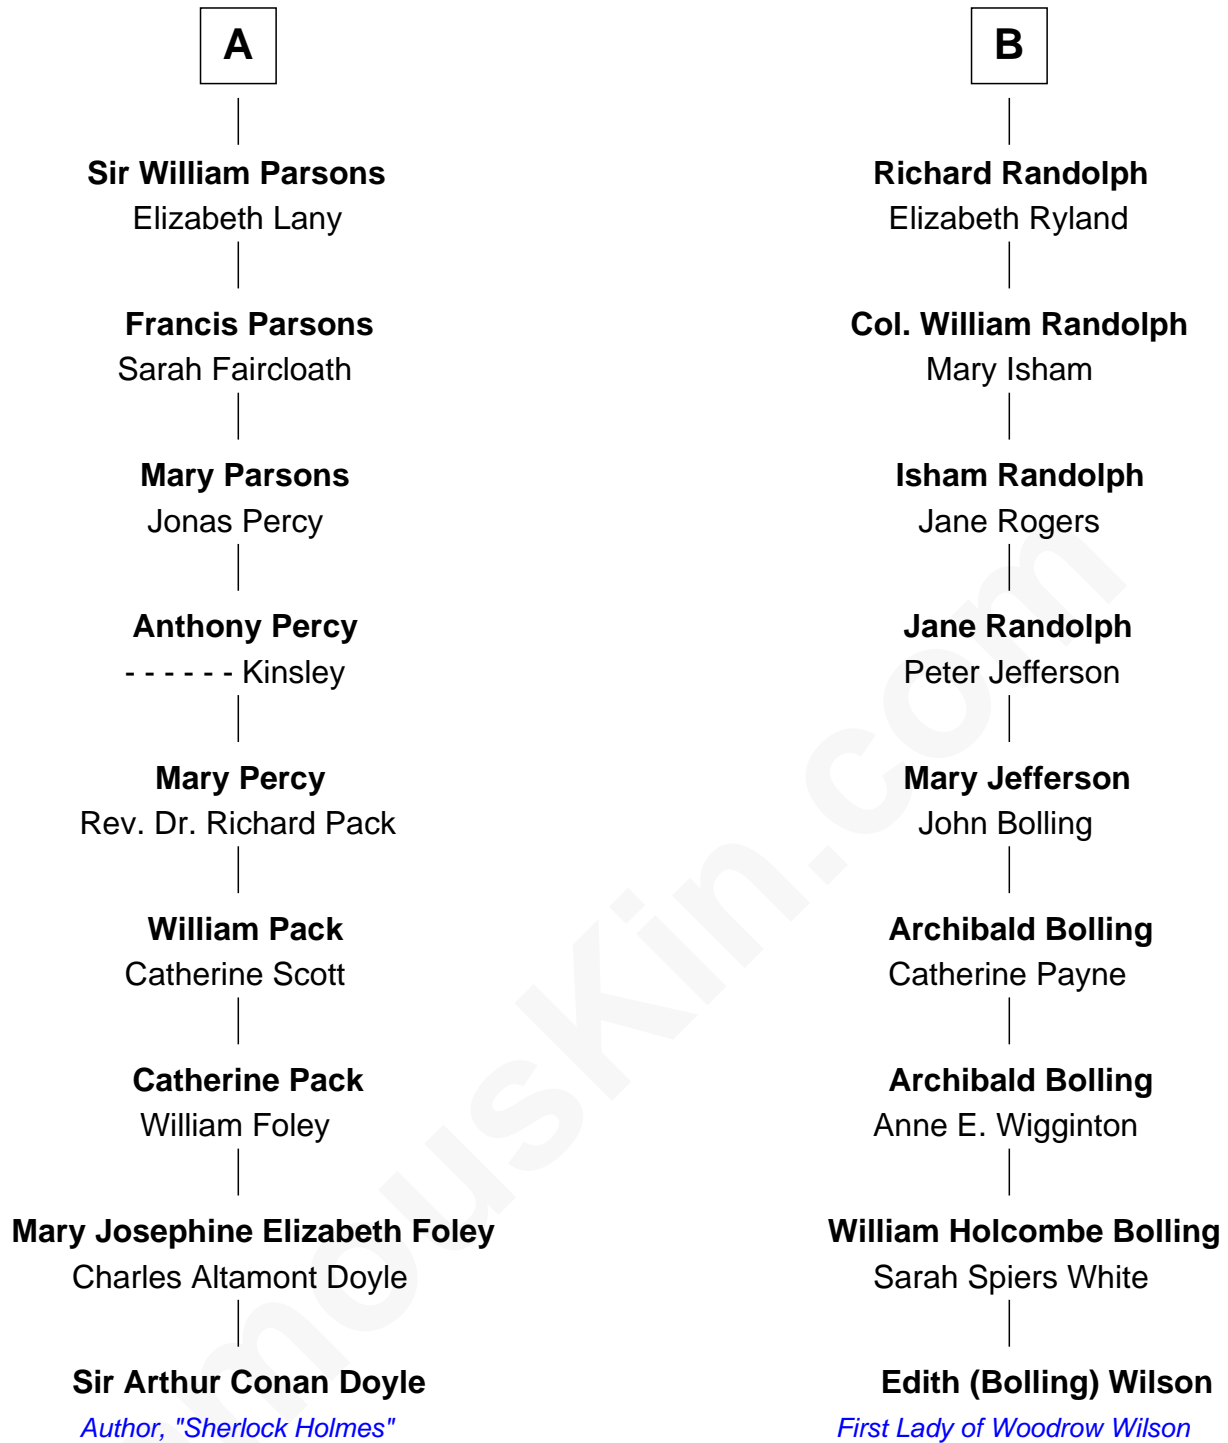 A
Sir William Parsons
Elizabeth Lany
Francis Parsons
Sarah Faircloath
Mary Parsons
Jonas Percy
Anthony Percy
- - - - - - Kinsley
Mary Percy
Rev. Dr. Richard Pack
William Pack
Catherine Scott
Catherine Pack
William Foley
Mary Josephine Elizabeth Foley
Charles Altamont Doyle
Sir Arthur Conan Doyle
Author, "Sherlock Holmes"
B
Richard Randolph
Elizabeth Ryland
Col. William Randolph
Mary Isham
Isham Randolph
Jane Rogers
Jane Randolph
Peter Jefferson
Mary Jefferson
John Bolling
Archibald Bolling
Catherine Payne
Archibald Bolling
Anne E. Wigginton
William Holcombe Bolling
Sarah Spiers White
Edith (Bolling) Wilson
First Lady of Woodrow Wilson
mousKin.com